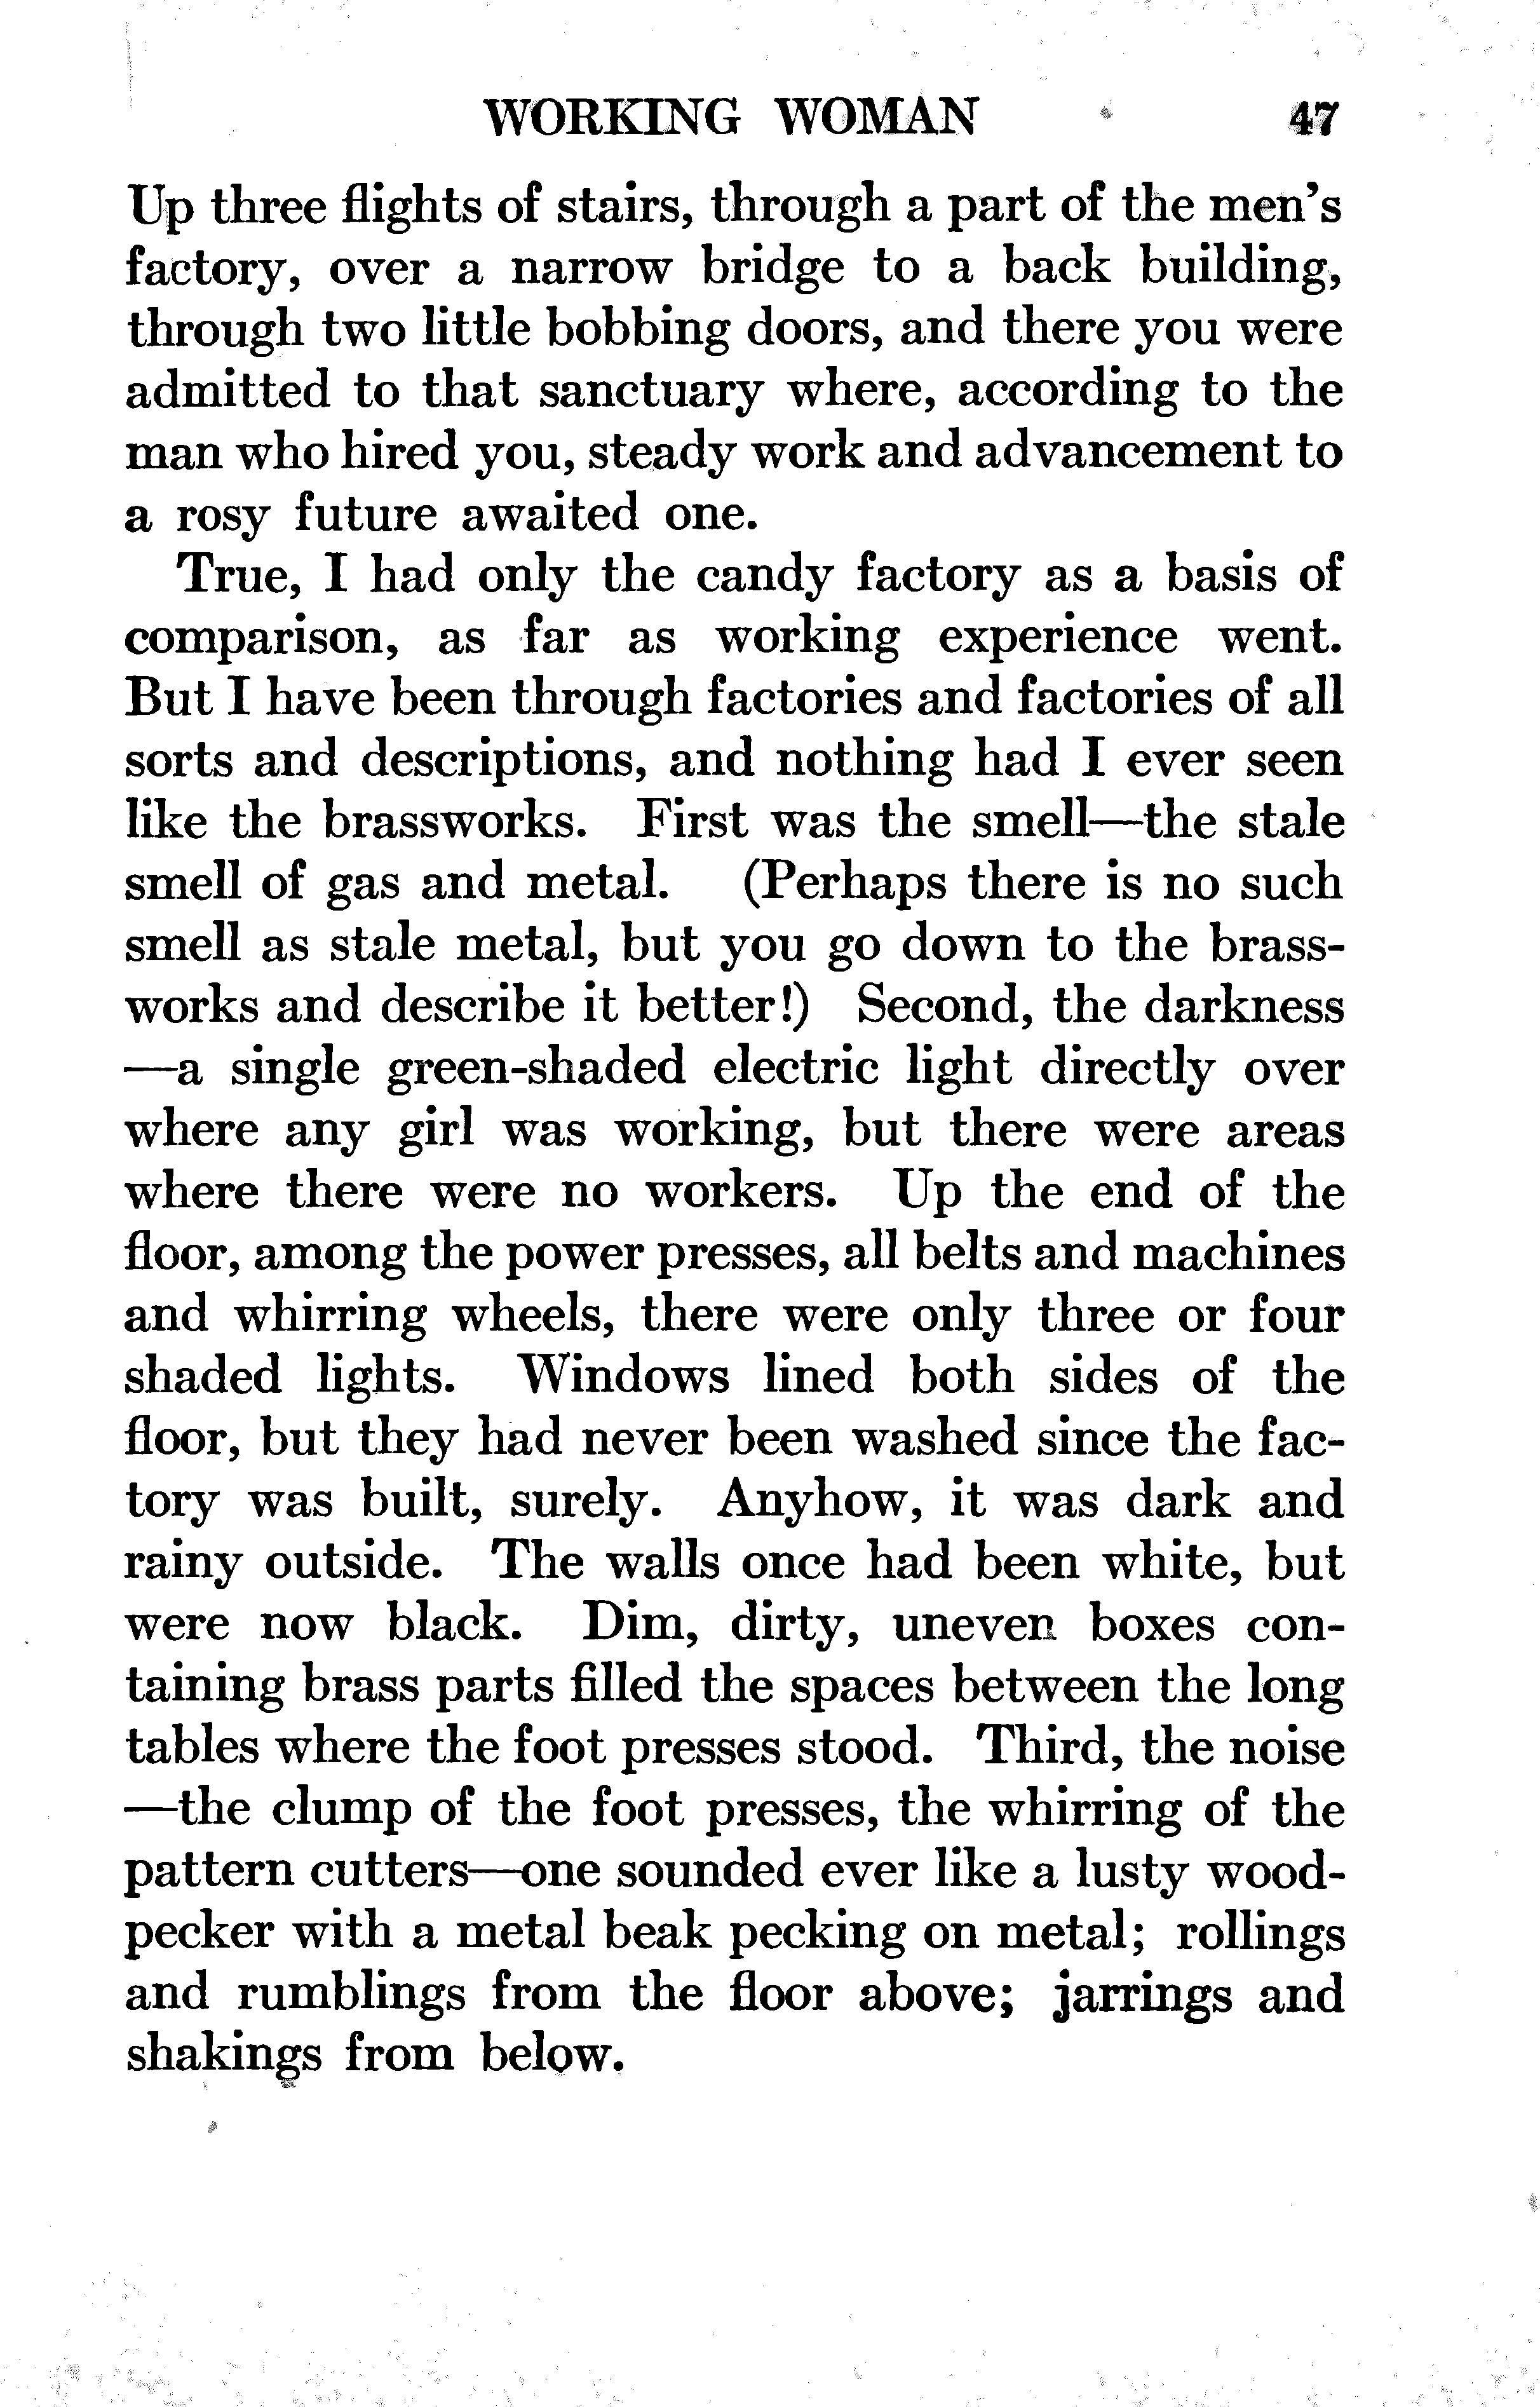 WORKING WOMAN 47
Up three flights of stairs, through a part of the men's
factory, over a narrow bridge to a back building,
through two little bobbing doors, and there you were
admitted to that sanctuary where, according to the
man who hired you, steady work and advancement to
a rosy future awaited one.
True, I had only the candy factory as a basis of
comparison, as far as working experience went.
But I have been through factories and factories of all
sorts and descriptions, and nothing had I ever seen
like the brassworks. First was the smell—the stale
smell of gas and metal. (Perhaps there is no such
smell as stale metal, but you go down to the brass-
works and describe it better!) Second, the darkness
—a single green-shaded electric light directly over
where any girl was working, but there were areas
where there were no workers. Up the end of the
floor, among the power presses, all belts and machines
and whirring wheels, there were only three or four
shaded lights. Windows lined both sides of the
floor, but they had never been washed since the fac-
tory was built, surely. Anyhow, it was dark and
rainy outside. The walls once had been white, but
were now black. Dim, dirty, uneven boxes con-
taining brass parts filled the spaces between the long
tables where the foot presses stood. Third, the noise
—the clump of the foot presses, the whirring of the
pattern cutters—one sounded ever like a lusty wood-
pecker with a metal beak pecking on metal; rollings
and rumblings from the floor above; jarrings and
shakings from below.